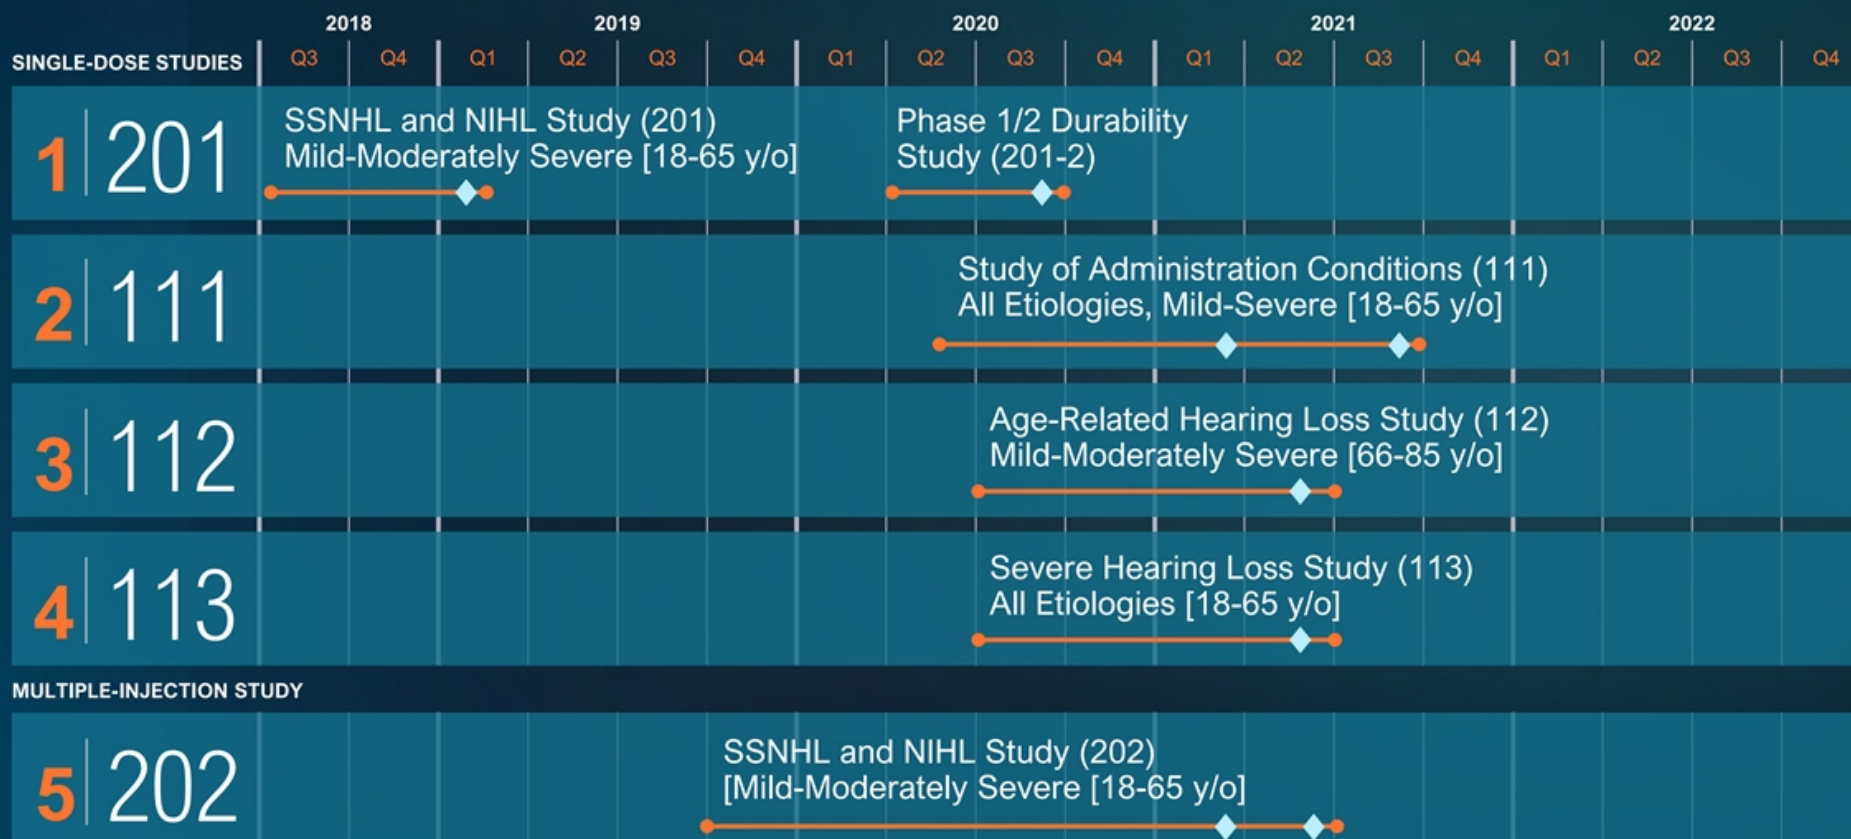 2018 2019 2020 2021 2022
SINGLE-DOSE STUDIES Q3 Q4 Q1 Q2 Q3 Q4 Q1 Q2 Q3 Q4 Q1 Q2 Q3 Q4 Q1 Q2 Q3 Q4
1 201
SSNHL and NIHL Study (201)
Mild-Moderately Severe [18-65 y/o]
Phase 1/2 Durability
Study (201-2)
2 111
Study of Administration Conditions (111)
All Etiologies, Mild-Severe [18-65 y/o]
3 112
Age-Related Hearing Loss Study (112)
Mild-Moderately Severe [66-85 y/o]
4 113
Severe Hearing Loss Study (113)
All Etiologies [18-65 y/o]
MULTIPLE-INJECTION STUDY
5 202
SSNHL and NIHL Study (202)
[Mild-Moderately Severe [18-65 y/o]